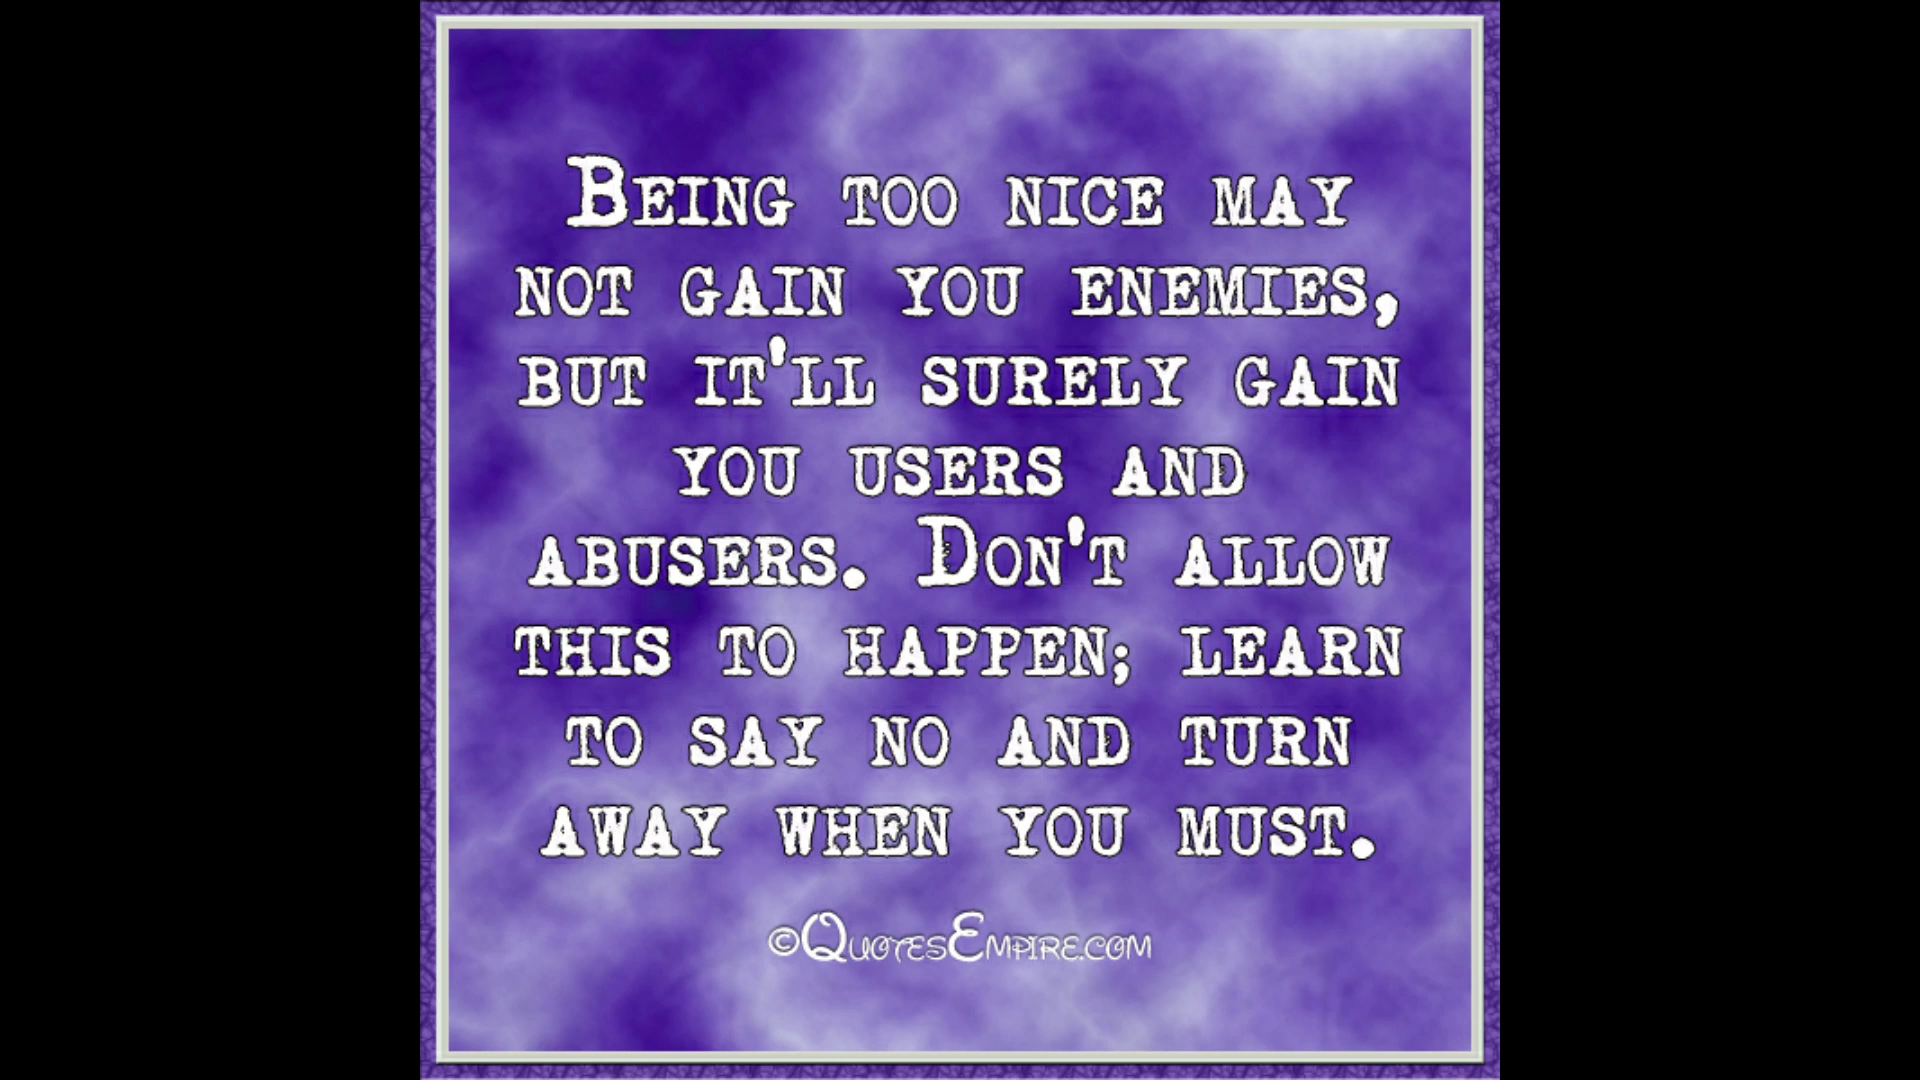 Being too nice may
not gain you enemies,
but it'll surely gain
you users and
abusers. Don't allow
this to happen; learn
to say no and turn
away when you must.
©QuotesEmpire.com